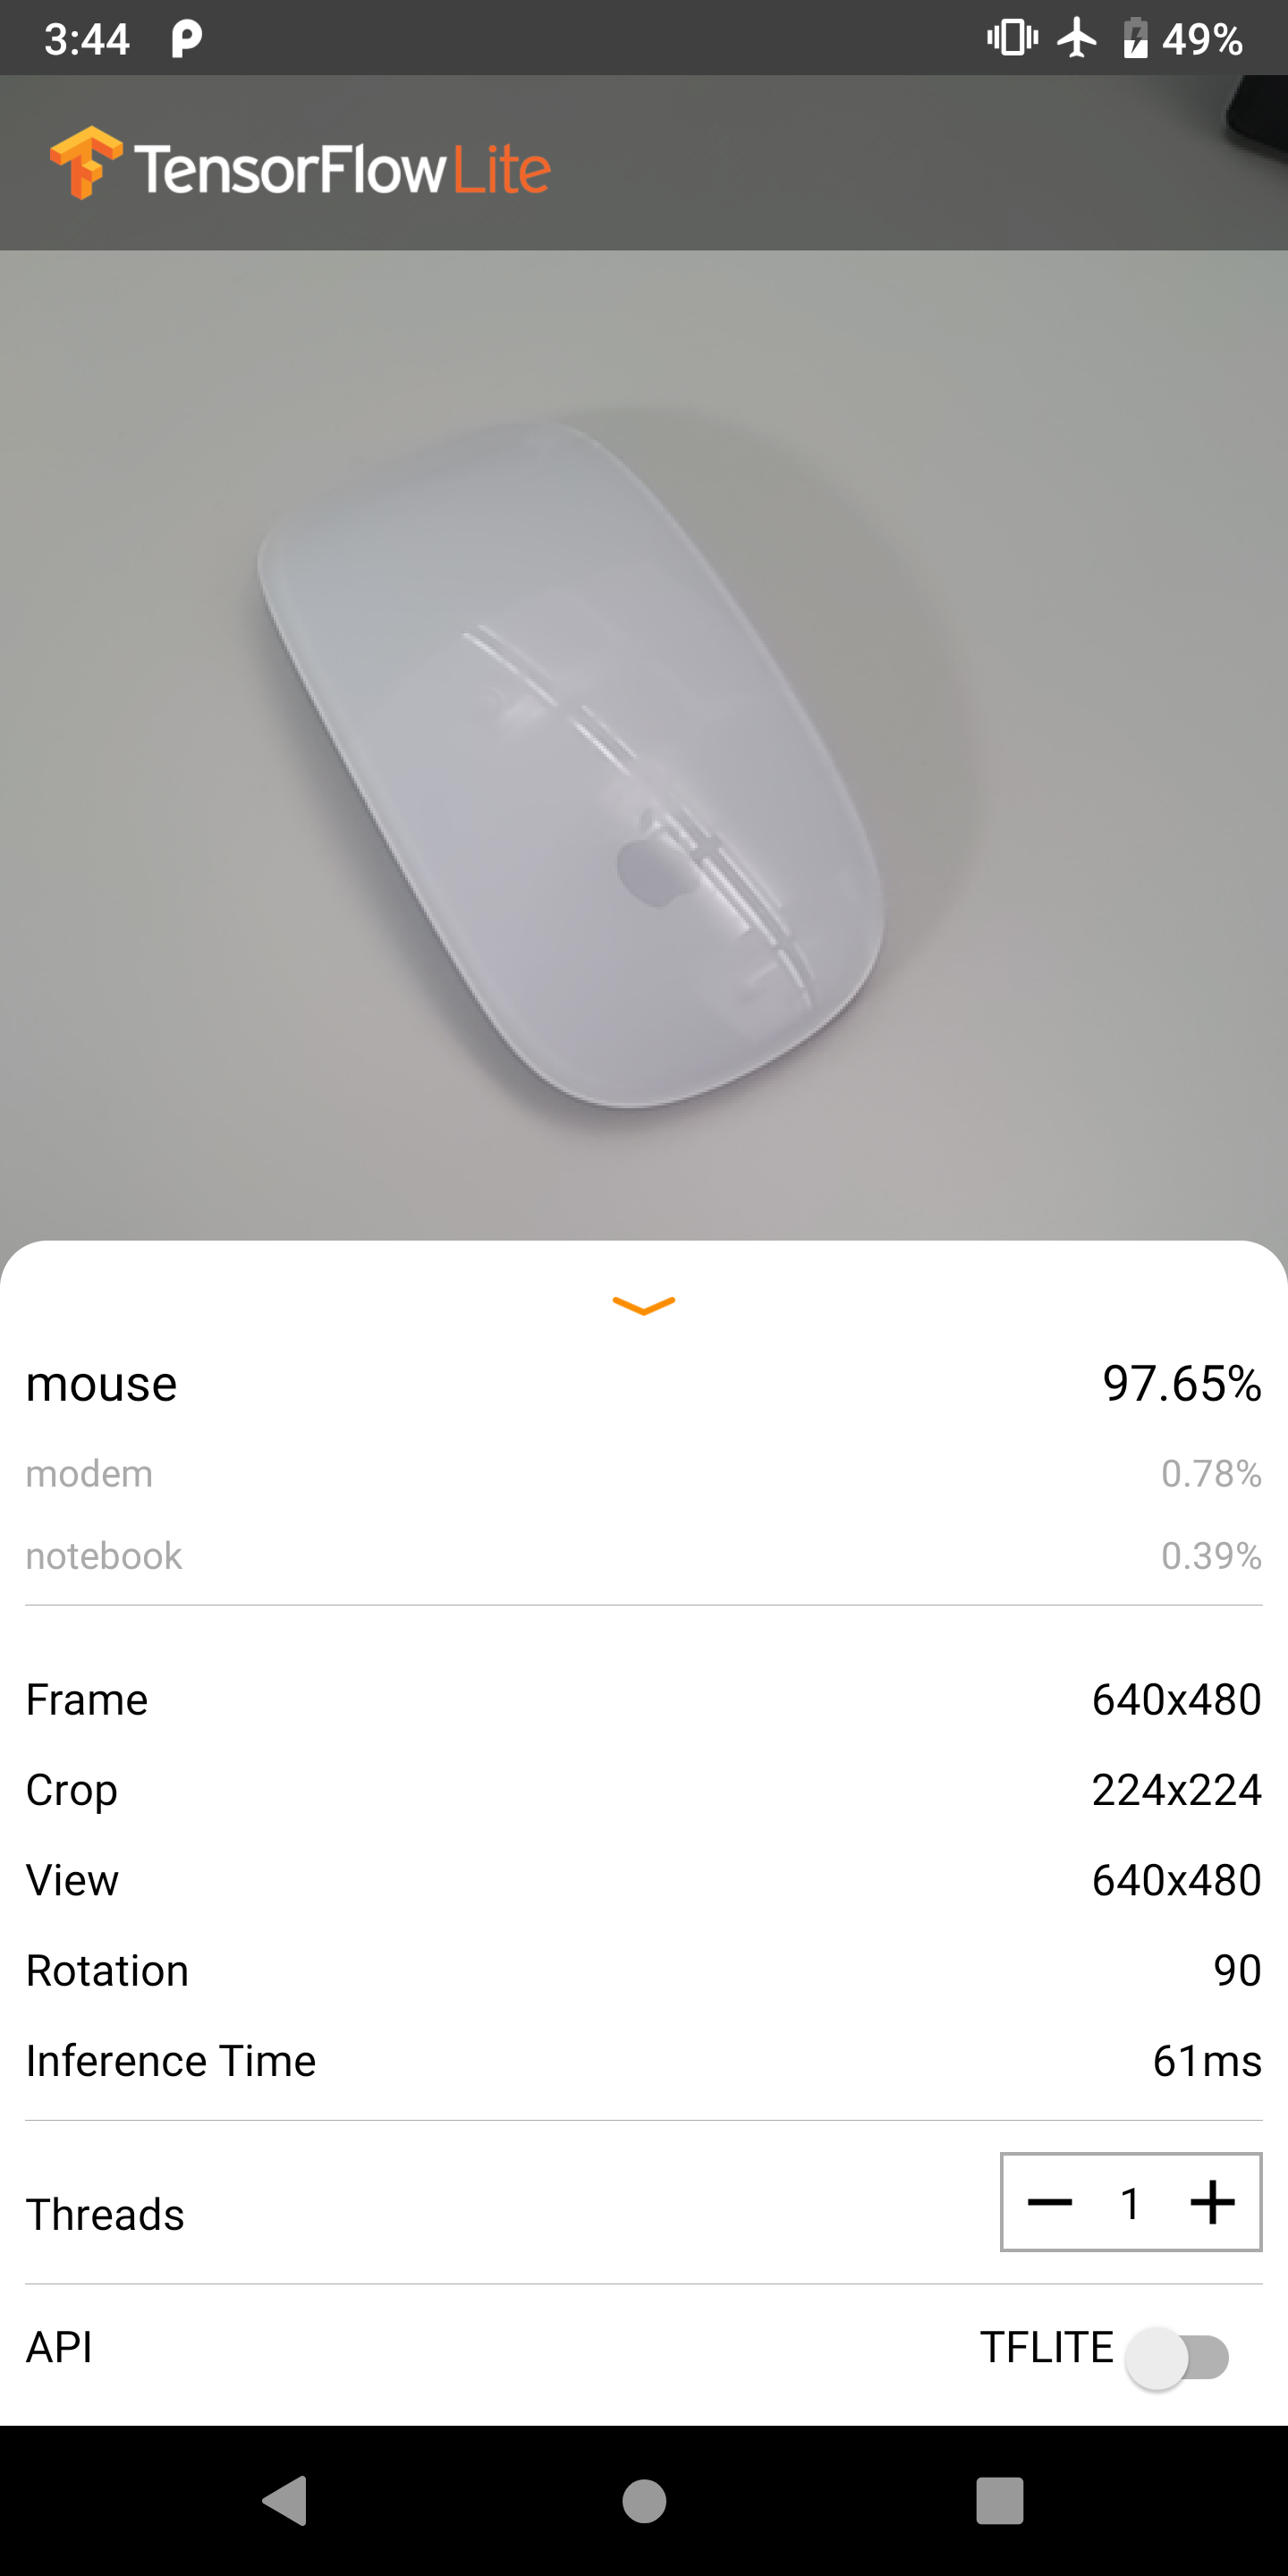 3:44 49%
TensorFlow Lite
mouse 97.65%
modem 0.78%
notebook 0.39%
Frame 640x480
Crop 224x224
View 640x480
Rotation 90
Inference Time 61ms
Threads 1
API TFLITE